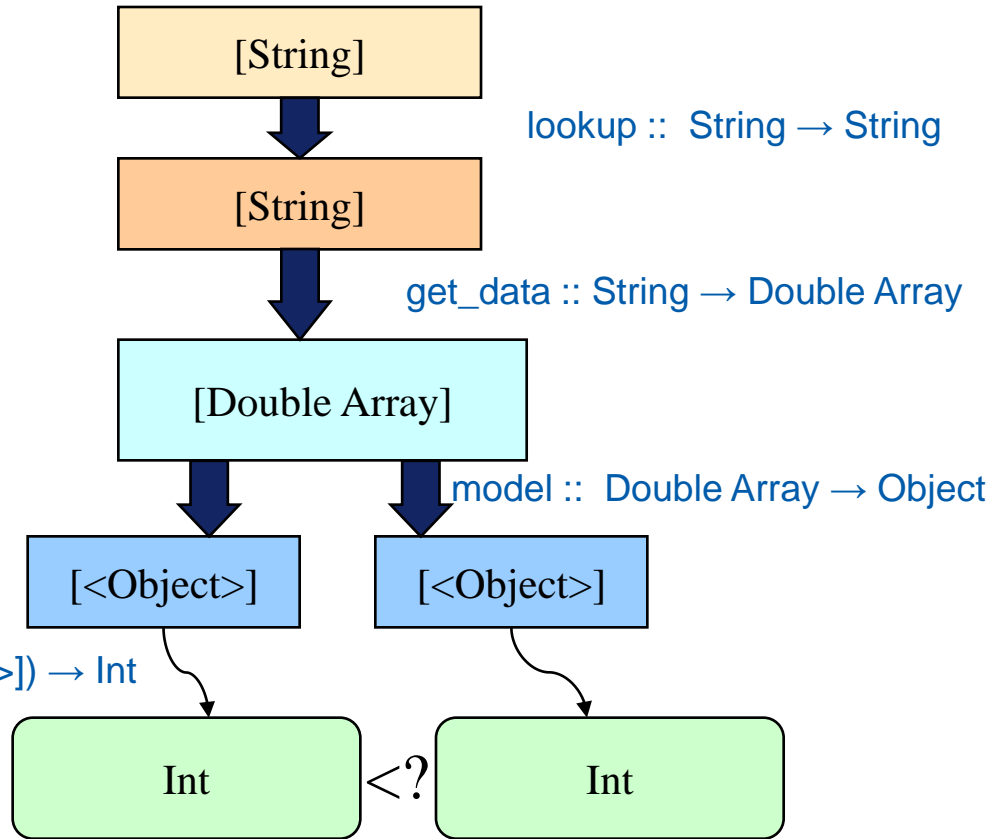 [String]
lookup :: String → String
[String]
get_data :: String → Double Array
[Double Array]
model :: Double Array → Object
[<Object>]
[<Object>]
>]) → Int
Int
<?
Int